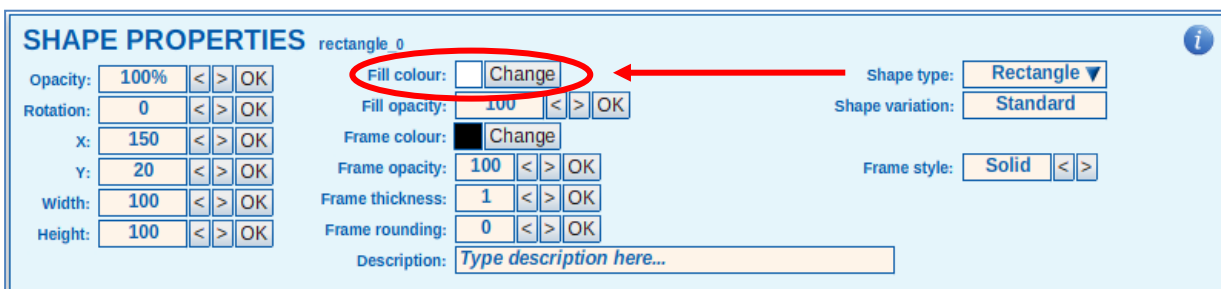 SHAPE PROPERTIES rectangle_0
i
Opacity: 100% < > OK
Fill colour: Change
Shape type: Rectangle
Rotation: 0 < > OK
Fill opacity: 100 < > OK
Shape variation: Standard
X: 150 < > OK
Frame colour: Change
Y: 20 < > OK
Frame opacity: 100 < > OK
Frame style: Solid < >
Width: 100 < > OK
Frame thickness: 1 < > OK
Height: 100 < > OK
Frame rounding: 0 < > OK
Description: Type description here...